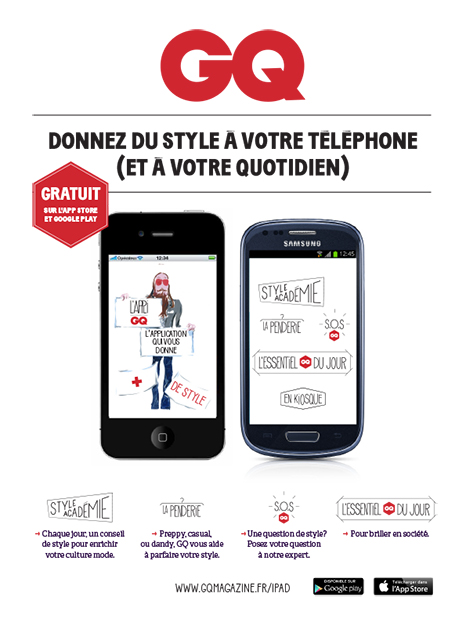 GQ
DONNEZ DU STYLE À VOTRE TÉLÉPHONE
(ET À VOTRE QUOTIDIEN)
GRATUIT
SUR L'APP STORE
ET GOOGLE PLAY
12:34
L'APPLI
GQ
L'APPLICATION
QUI VOUS
DONNE
+
DE STYLE
SAMSUNG
12:45
STYLE
ACADÉMIE
LA PENDERIE
S.O.S
GQ
L'ESSENTIEL GQ DU JOUR
EN KIOSQUE
STYLE
ACADÉMIE
→ Chaque jour, un conseil
de style pour enrichir
votre culture mode.
LA PENDERIE
→ Preppy, casual,
ou dandy, GQ vous aide
à parfaire votre style.
S.O.S
GQ
→ Une question de style?
Posez votre question
à notre expert.
L'ESSENTIEL GQ DU JOUR
→ Pour briller en société.
WWW.GQMAGAZINE.FR/IPAD
DISPONIBLE SUR
Google play
Télécharger dans
l'App Store